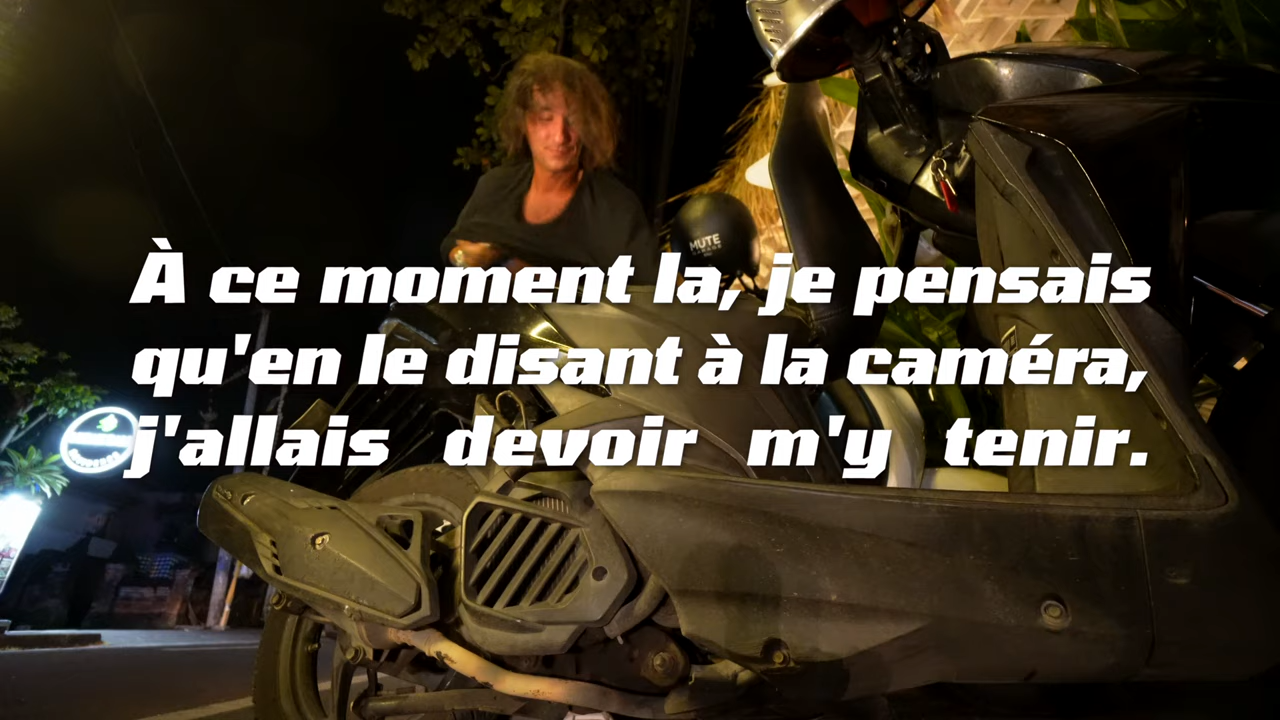 MUTE
À ce moment la, je pensais
qu'en le disant à la caméra,
j'allais devoir m'y tenir.